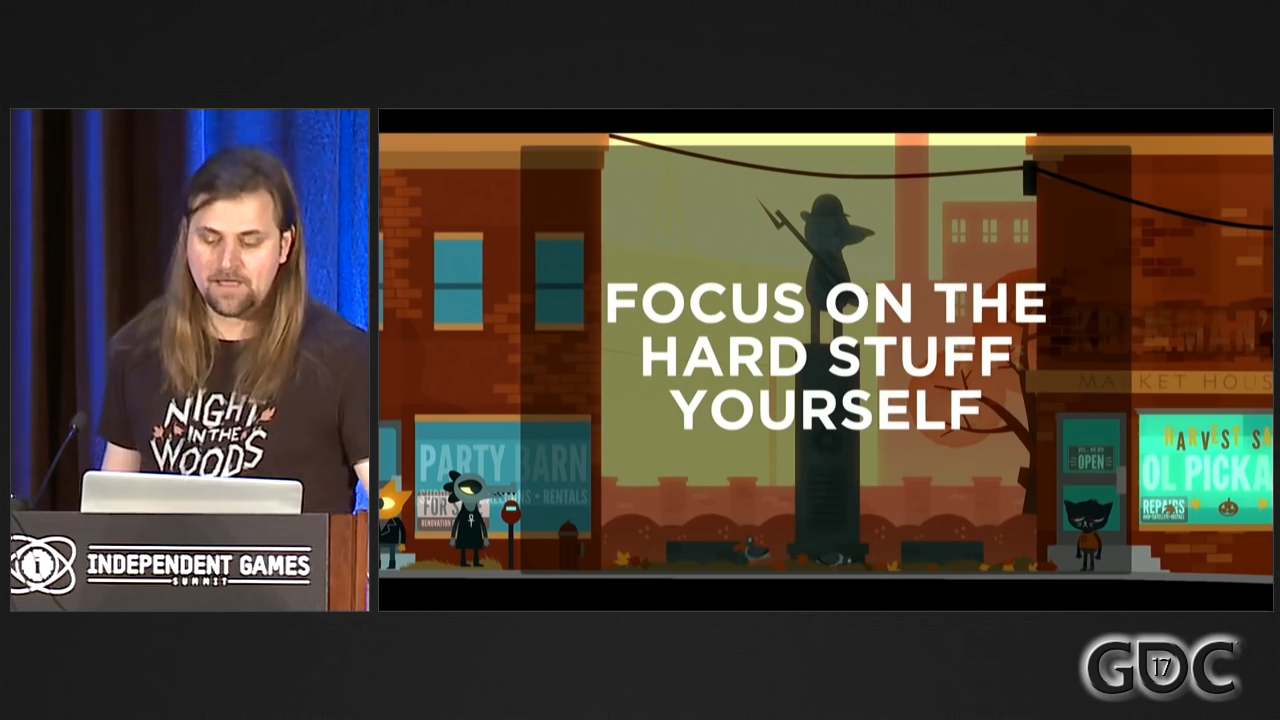 NIGHT
IN THE
WOODS
INDEPENDENT GAMES
SUMMIT
FOCUS ON THE
HARD STUFF
YOURSELF
PARTY BARN
FOR
RENTALS
MARKET HOUS
OPEN
HARVEST SA
OL PICKA
REPAIRS
GDC
17